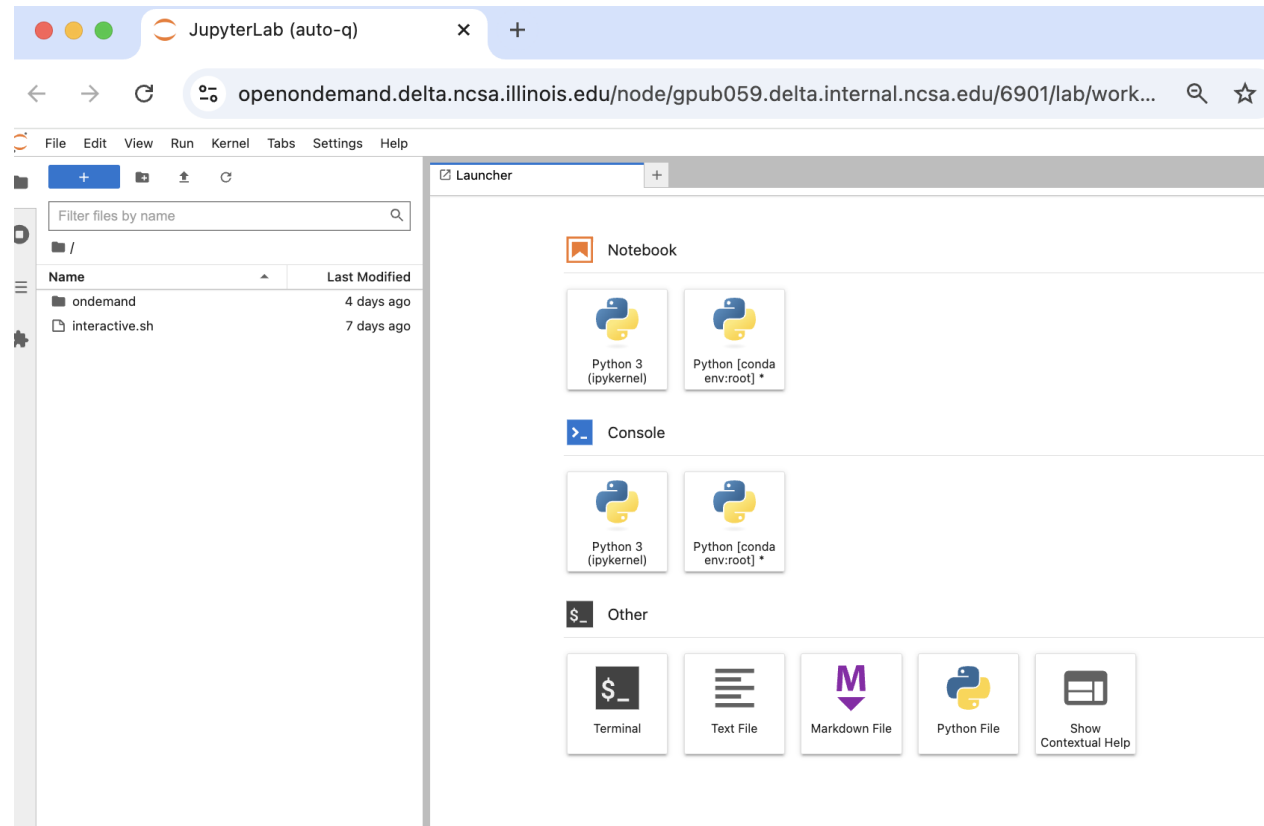 JupyterLab (auto-q)
openondemand.delta.ncsa.illinois.edu/node/gpub059.delta.internal.ncsa.edu/6901/lab/work...
File Edit View Run Kernel Tabs Settings Help
+
Filter files by name
/
Name Last Modified
ondemand 4 days ago
interactive.sh 7 days ago
Launcher
Notebook
Python 3
(ipykernel)
Python [conda
env:root] *
>_ Console
Python 3
(ipykernel)
Python [conda
env:root] *
$_ Other
$_
Terminal
Text File
M
Markdown File
Python File
Show
Contextual Help